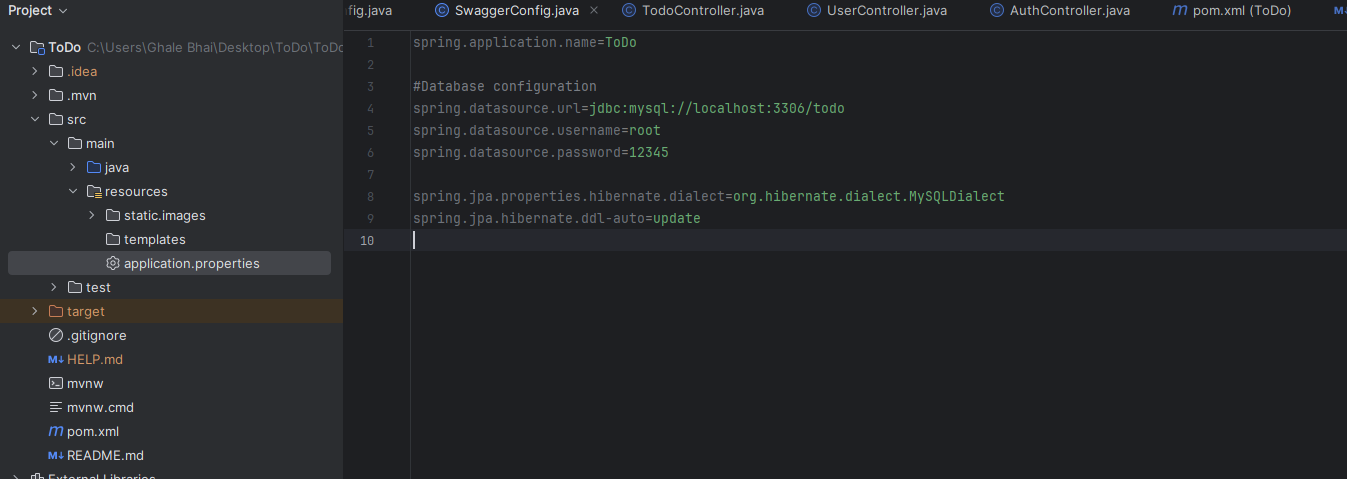 Project
fig.java
SwaggerConfig.java
TodoController.java
UserController.java
AuthController.java
pom.xml (ToDo)
ToDo C:\Users\Ghale Bhai\Desktop\ToDo\ToDo
.idea
.mvn
src
main
java
resources
static.images
templates
application.properties
test
target
.gitignore
HELP.md
mvnw
mvnw.cmd
pom.xml
README.md
External Libraries
1 spring.application.name=ToDo
2
3 #Database configuration
4 spring.datasource.url=jdbc:mysql://localhost:3306/todo
5 spring.datasource.username=root
6 spring.datasource.password=12345
7
8 spring.jpa.properties.hibernate.dialect=org.hibernate.dialect.MySQLDialect
9 spring.jpa.hibernate.ddl-auto=update
10